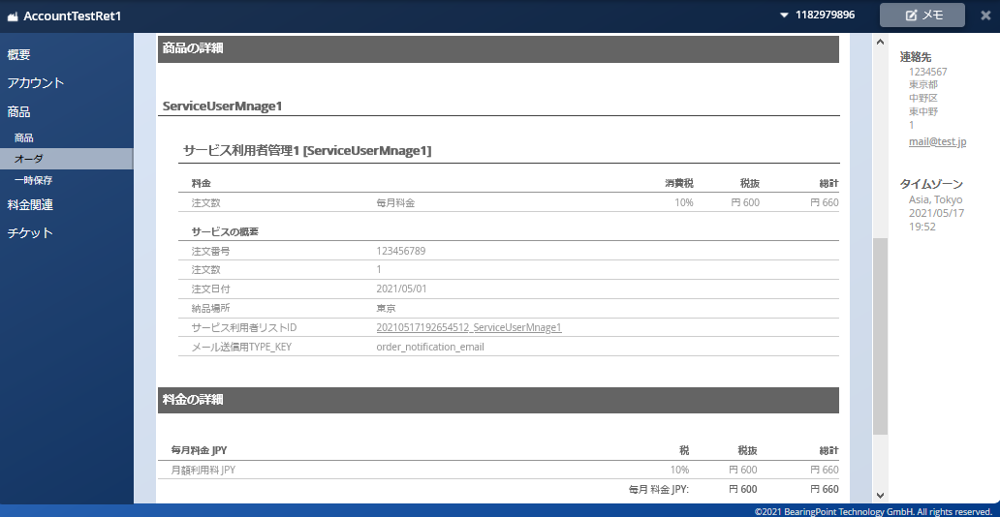 AccountTestRet1
1182979896
メモ
概要
アカウント
商品
商品
オーダ
一時保存
料金関連
チケット
商品の詳細
ServiceUserMnage1
サービス利用者管理1 [ServiceUserMnage1]
料金 消費税 税抜 総計
注文数 毎月料金 10% 円 600 円 660
サービスの概要
注文番号 123456789
注文数 1
注文日付 2021/05/01
納品場所 東京
サービス利用者リストID 20210517192654512_ServiceUserMnage1
メール送信用TYPE_KEY order_notification_email
料金の詳細
毎月料金 JPY 税 税抜 総計
月額利用料 JPY 10% 円 600 円 660
毎月 料金 JPY: 円 600 円 660
連絡先
1234567
東京都
中野区
東中野
1
mail@test.jp
タイムゾーン
Asia, Tokyo
2021/05/17
19:52
©2021 BearingPoint Technology GmbH. All rights reserved.